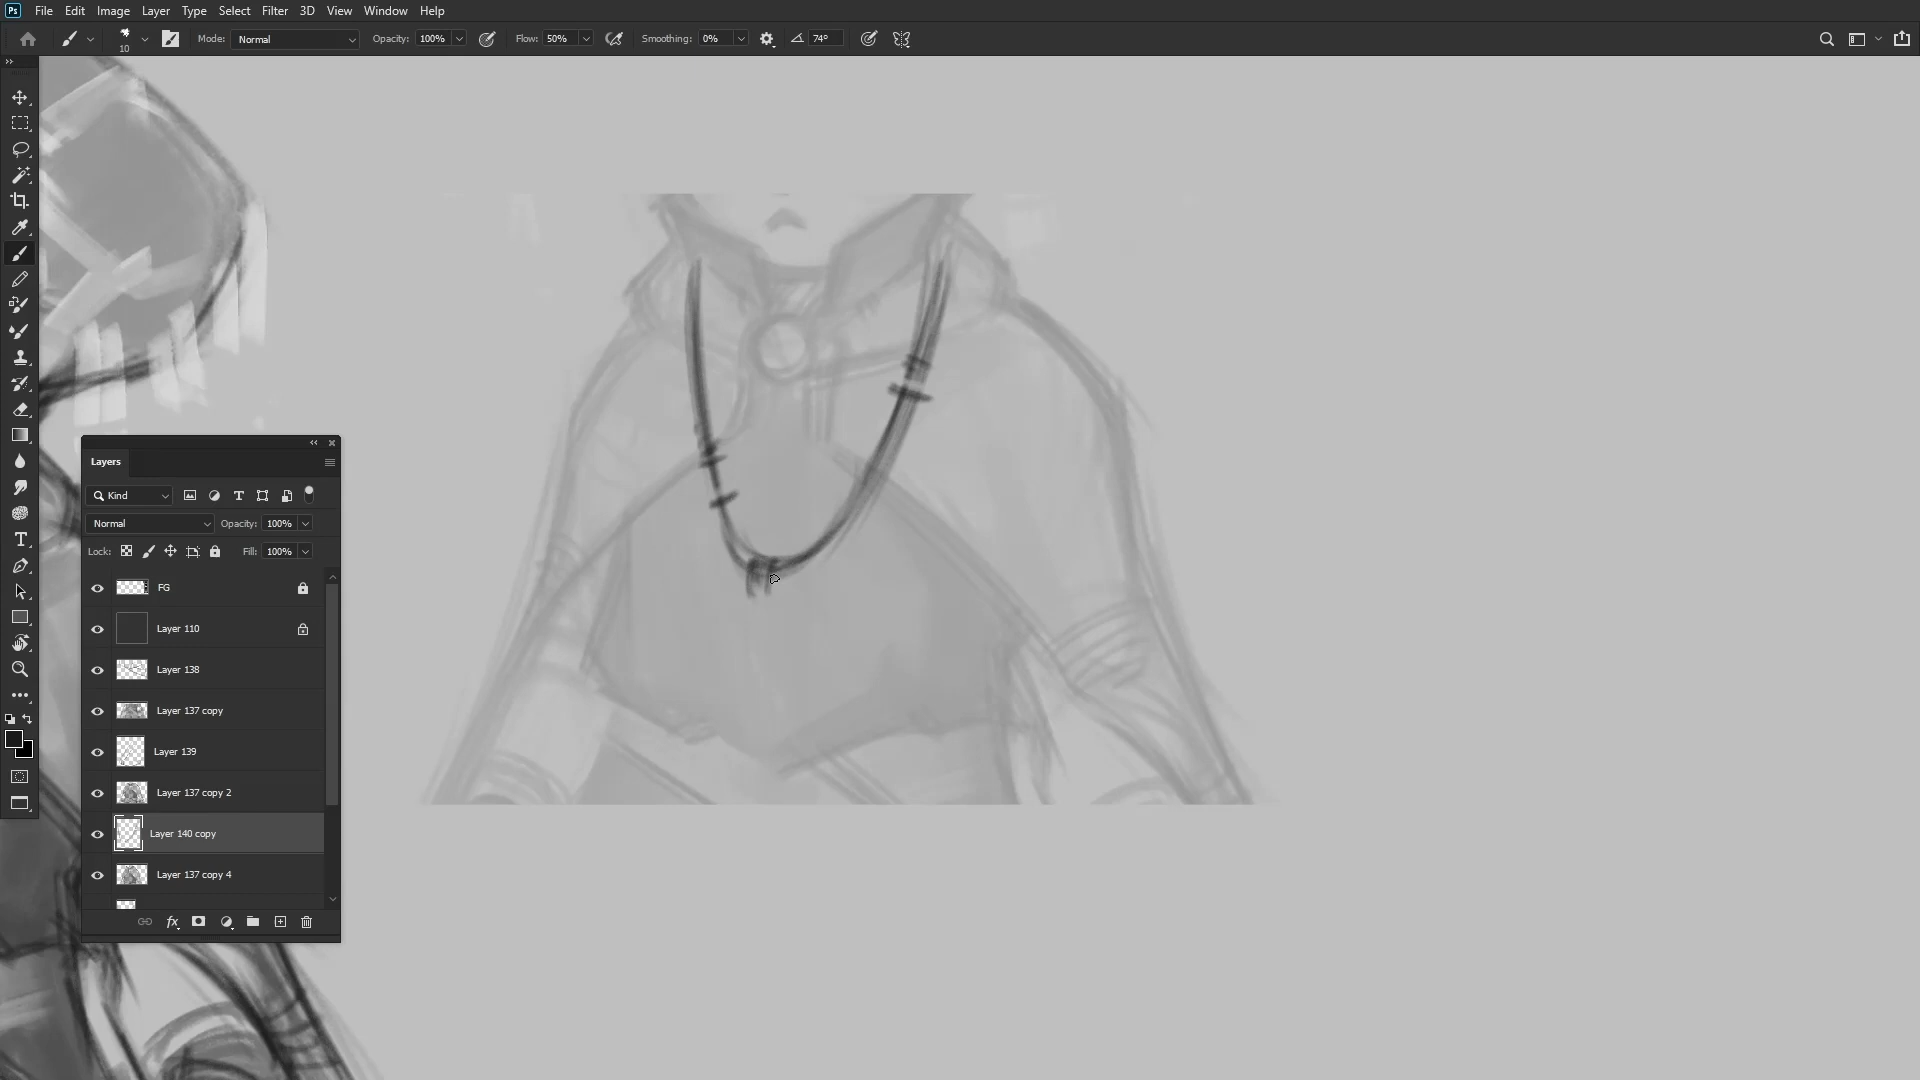 Ps File Edit Image Layer Type Select Filter 3D View Window Help
10 Mode: Normal Opacity: 100% Flow: 50% Smoothing: 0% 74°
Layers
Kind
Normal Opacity: 100%
Lock: Fill: 100%
FG
Layer 110
Layer 138
Layer 137 copy
Layer 139
Layer 137 copy 2
Layer 140 copy
Layer 137 copy 4
fx